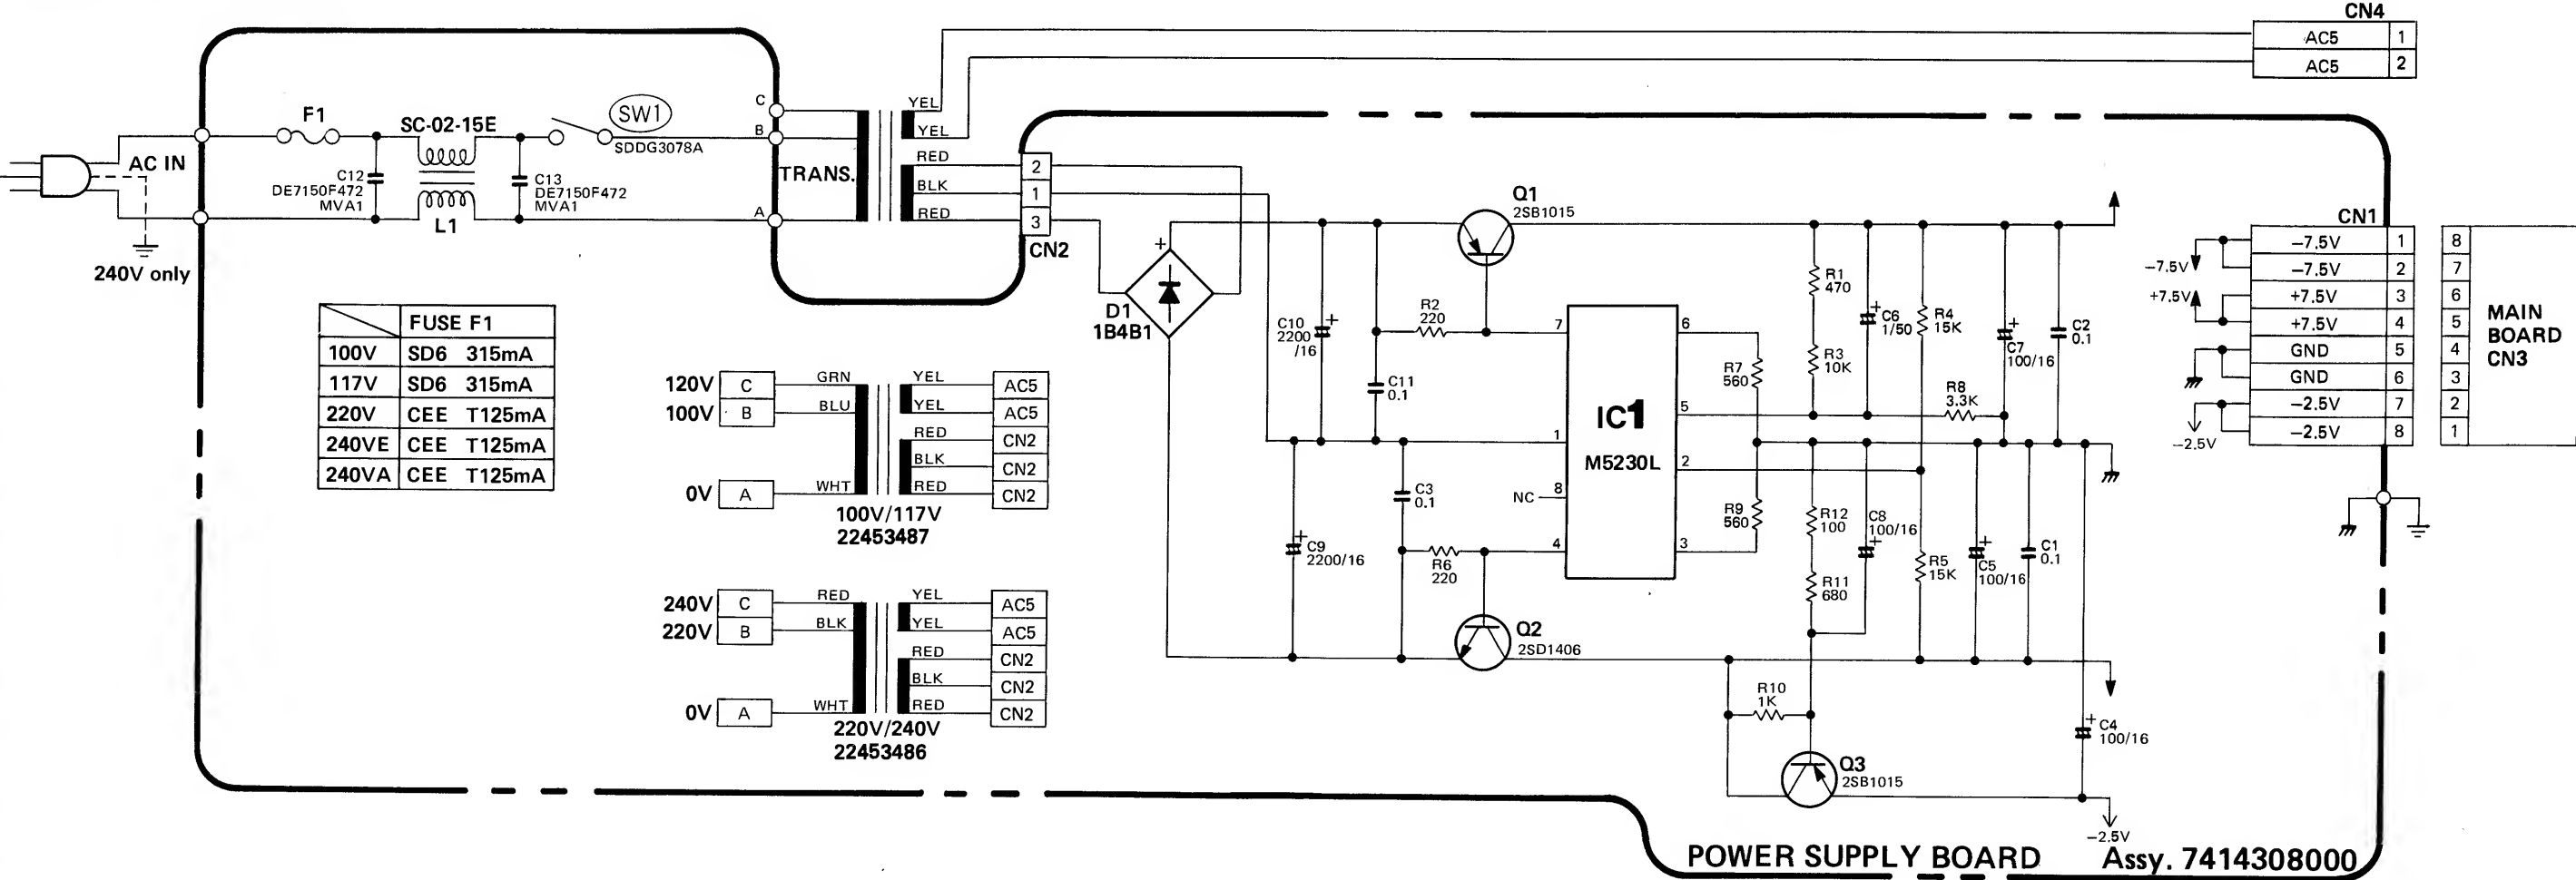 CN4
AC5 1
AC5 2
F1
SC-02-15E
SW1
SDDG3078A
AC IN
C12
DE7150F472
MVA1
C13
DE7150F472
MVA1
L1
240V only
C
B
A
TRANS.
YEL
YEL
RED
BLK
RED
2
1
3
CN2
FUSE F1
100V SD6 315mA
117V SD6 315mA
220V CEE T125mA
240VE CEE T125mA
240VA CEE T125mA
120V C GRN YEL AC5
100V B BLU YEL AC5
RED CN2
BLK CN2
0V A WHT RED CN2
100V/117V
22453487
240V C RED YEL AC5
220V B BLK YEL AC5
RED CN2
BLK CN2
0V A WHT RED CN2
220V/240V
22453486
+
D1
1B4B1
C10
2200
/16
+
C11
0.1
R2
220
Q1
2SB1015
C9
2200/16
+
C3
0.1
R6
220
Q2
2SD1406
IC1
M5230L
7
1
NC 8
4
6
5
2
3
R7
560
R9
560
R1
470
R3
10K
+
C6
1/50
R4
15K
R8
3.3K
+
C7
100/16
C2
0.1
R12
100
R11
680
C8
100/16
+
R5
15K
+
C5
100/16
C1
0.1
R10
1K
Q3
2SB1015
+
C4
100/16
-2.5V
CN1
-7.5V
+7.5V
-2.5V
-7.5V 1
-7.5V 2
+7.5V 3
+7.5V 4
GND 5
GND 6
-2.5V 7
-2.5V 8
8
7
6
5
4
3
2
1
MAIN
BOARD
CN3
POWER SUPPLY BOARD Assy. 7414308000